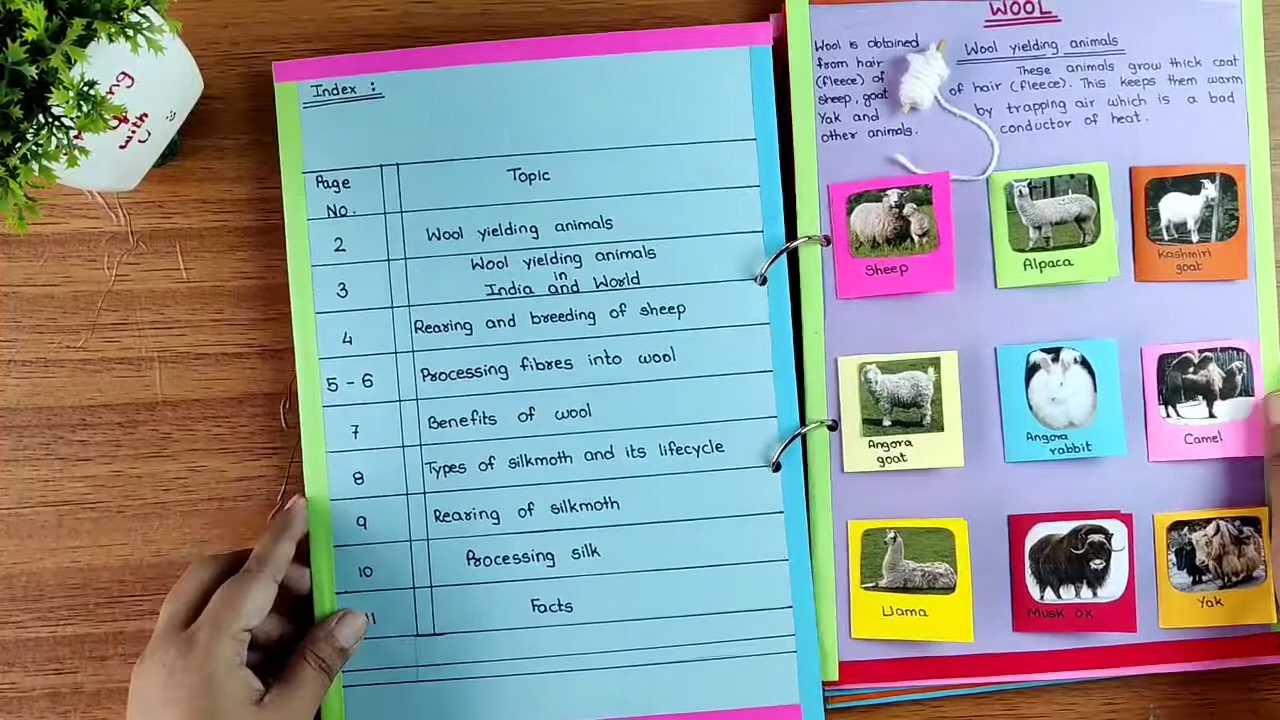 with
Index :
Page
No.
Topic
2
Wool yielding animals
3
Wool yielding animals
in
India and World
4
Rearing and breeding of sheep
5 - 6
Processing fibres into wool
7
Benefits of wool
8
Types of silkmoth and its lifecycle
9
Rearing of silkmoth
10
Processing silk
11
Facts
WOOL
Wool is obtained
from hair
(fleece) of
sheep, goat
Yak and
other animals.
Wool yielding animals
These animals grow thick coat
of hair (fleece). This keeps them warm
by trapping air which is a bad
conductor of heat.
Sheep
Alpaca
Kashmiri
goat
Angora
goat
Angora
rabbit
Camel
Llama
Musk ox
Yak